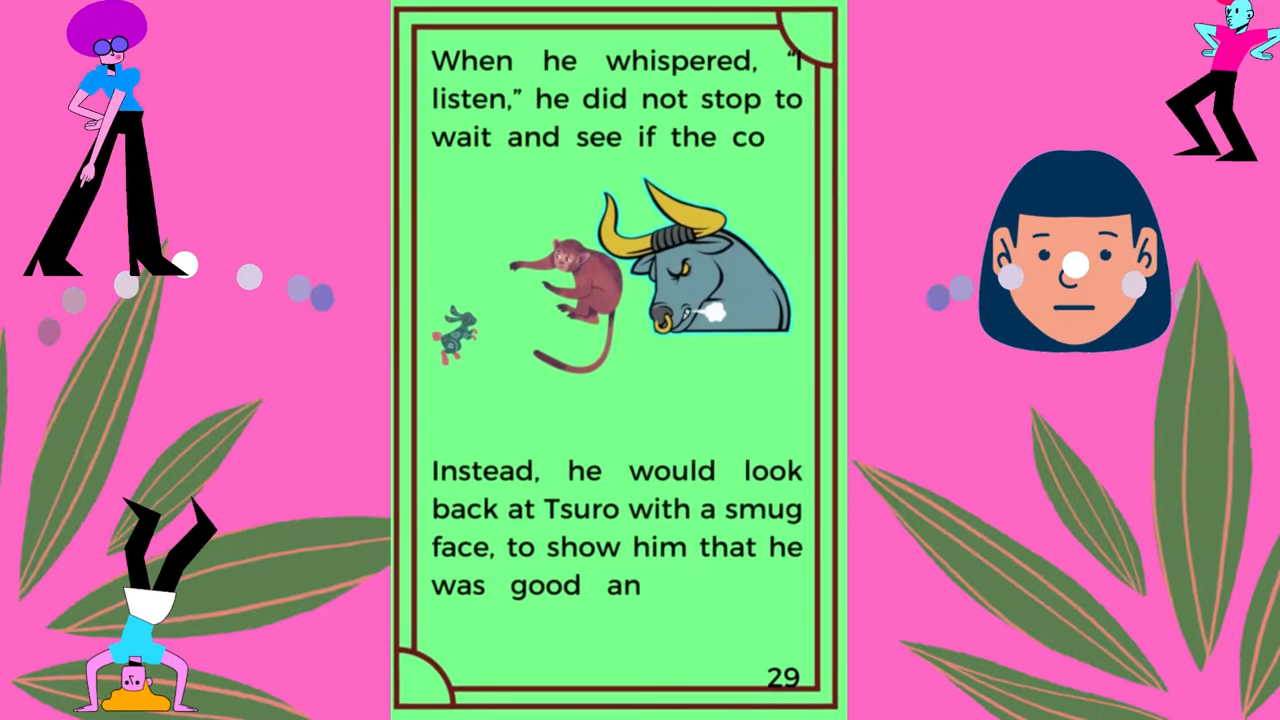 When he whispered, “I
listen,” he did not stop to
wait and see if the co
Instead, he would look
back at Tsuro with a smug
face, to show him that he
was good an
29